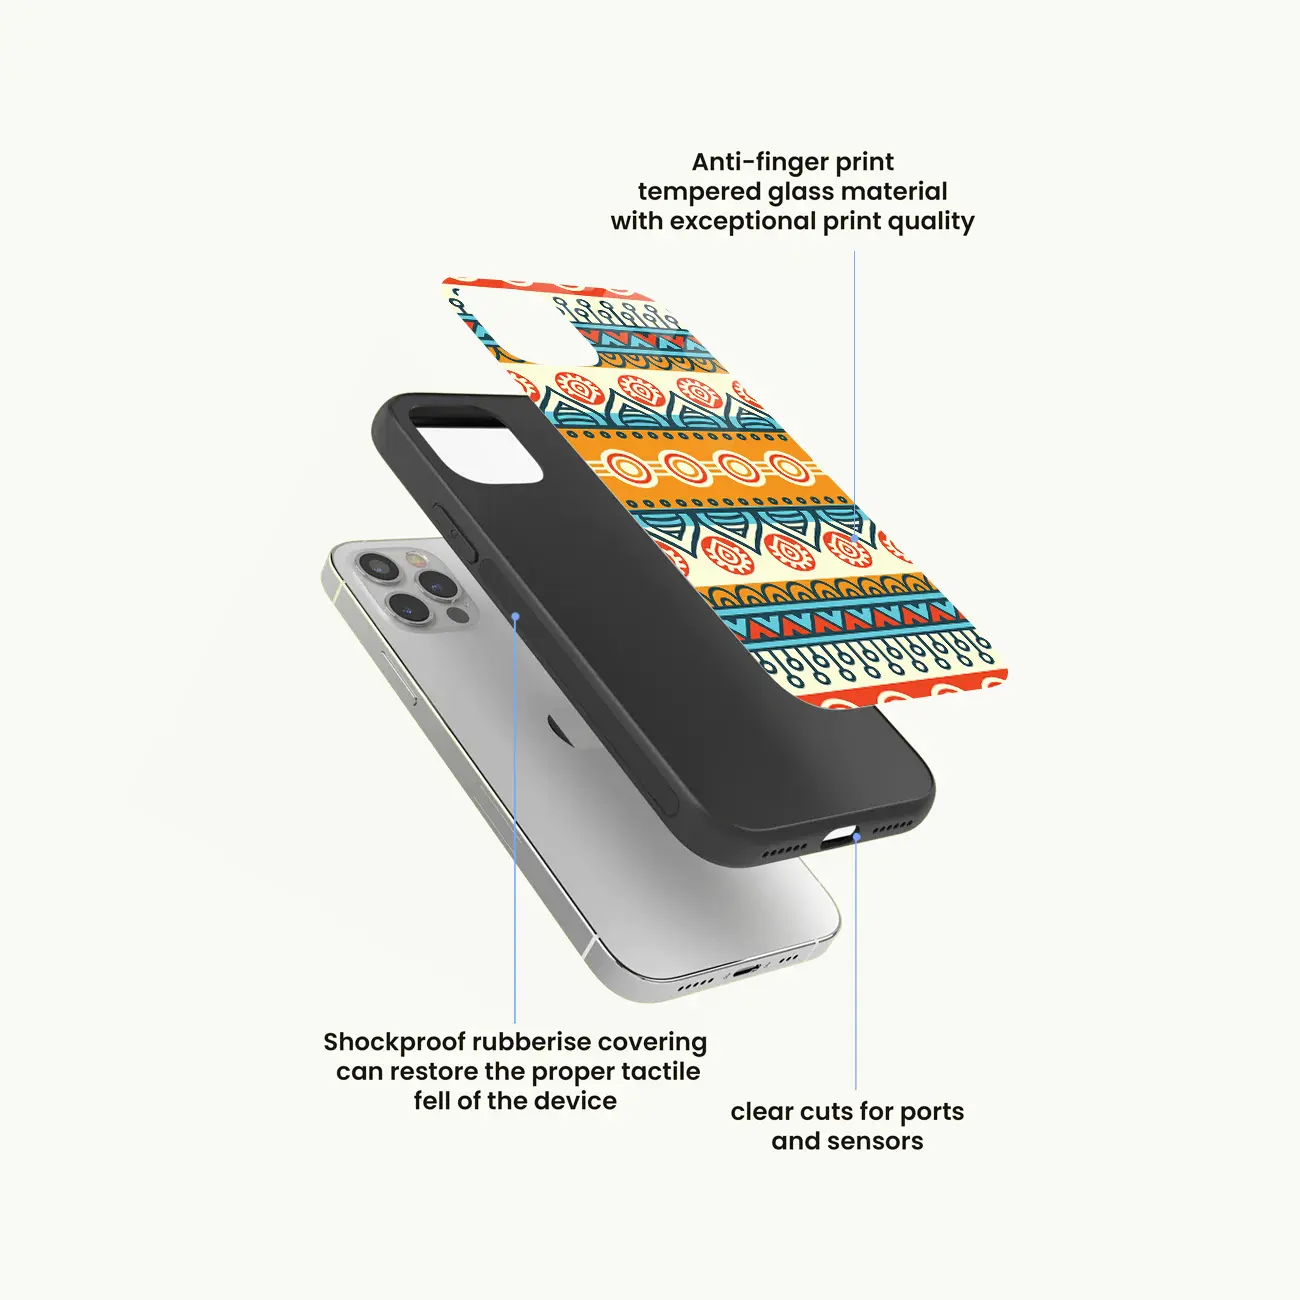 Anti-finger print
tempered glass material
with exceptional print quality
Shockproof rubberise covering
can restore the proper tactile
fell of the device
clear cuts for ports
and sensors